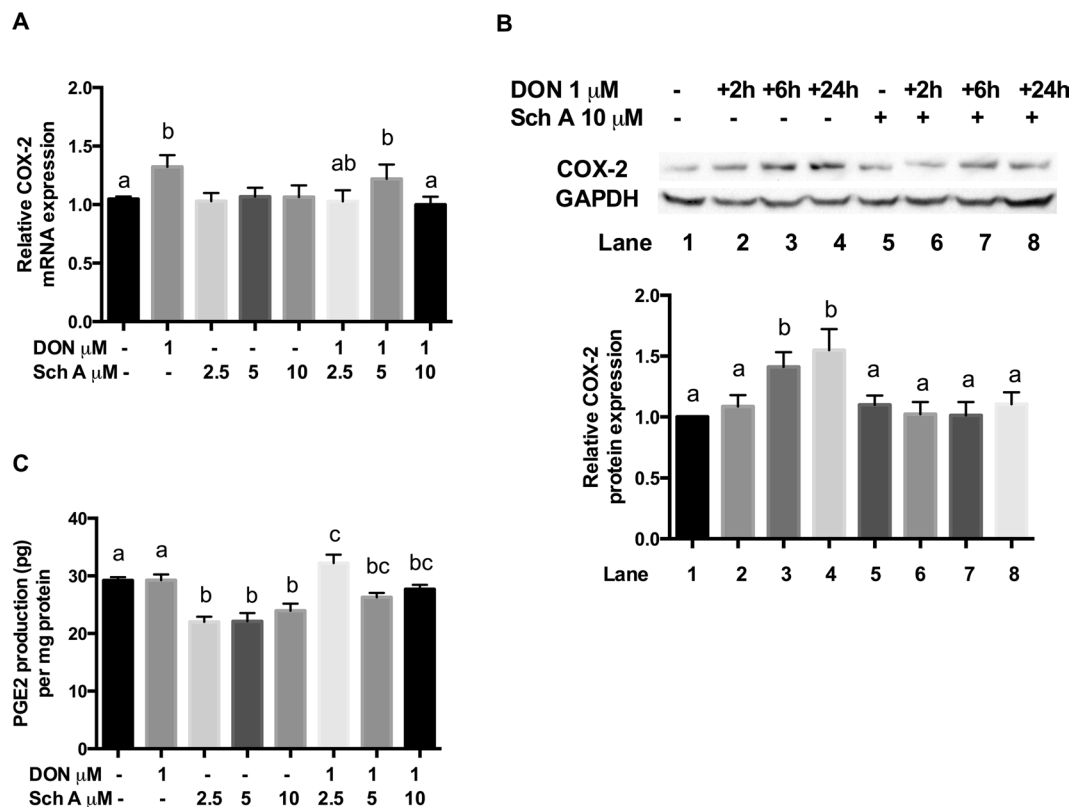 A
Relative COX-2
mRNA expression
2.0
1.5
1.0
0.5
0.0
a b ab b a
DON μM - 1 - - - 1 1 1
Sch A μM - - 2.5 5 10 2.5 5 10
B
DON 1 μM - +2h +6h +24h - +2h +6h +24h
Sch A 10 μM - - - - + + + +
COX-2
GAPDH
Lane 1 2 3 4 5 6 7 8
Relative COX-2
protein expression
2.0
1.5
1.0
0.5
0.0
a a b b a a a a
Lane 1 2 3 4 5 6 7 8
C
PGE2 production (pg)
per mg protein
40
30
20
10
0
a a b b b c bc bc
DON μM - 1 - - - 1 1 1
Sch A μM - - 2.5 5 10 2.5 5 10